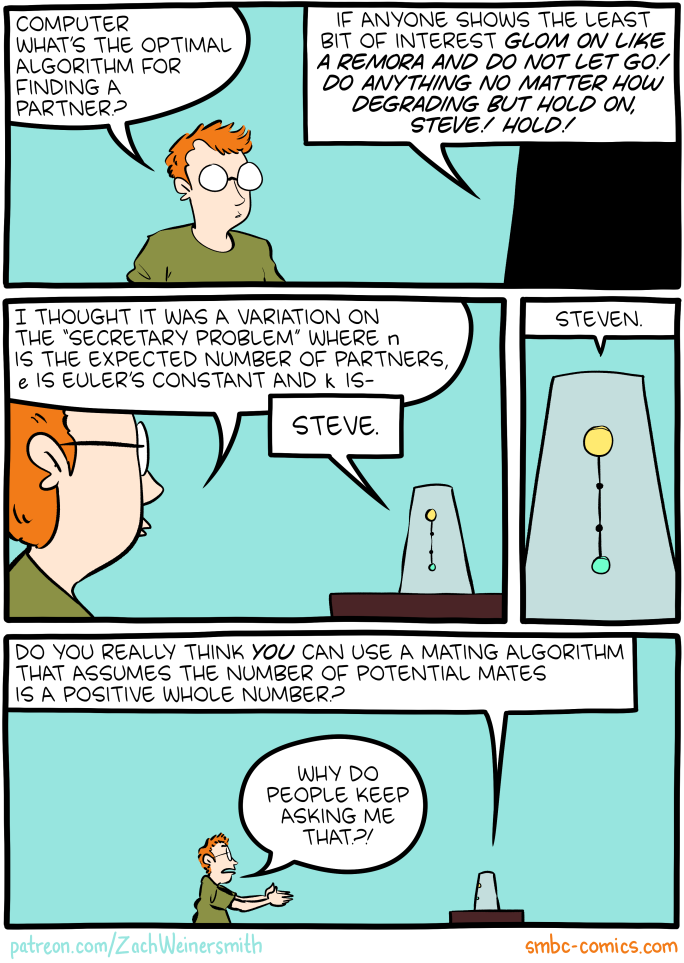 COMPUTER
WHAT'S THE OPTIMAL
ALGORITHM FOR
FINDING A
PARTNER?
IF ANYONE SHOWS THE LEAST
BIT OF INTEREST GLOM ON LIKE
A REMORA AND DO NOT LET GO!
DO ANYTHING NO MATTER HOW
DEGRADING BUT HOLD ON,
STEVE! HOLD!
I THOUGHT IT WAS A VARIATION ON
THE "SECRETARY PROBLEM" WHERE n
IS THE EXPECTED NUMBER OF PARTNERS,
e IS EULER'S CONSTANT AND k IS-
STEVE.
STEVEN.
DO YOU REALLY THINK YOU CAN USE A MATING ALGORITHM
THAT ASSUMES THE NUMBER OF POTENTIAL MATES
IS A POSITIVE WHOLE NUMBER?
WHY DO
PEOPLE KEEP
ASKING ME
THAT?!
patreon.com/ZachWeinersmith
smbc-comics.com